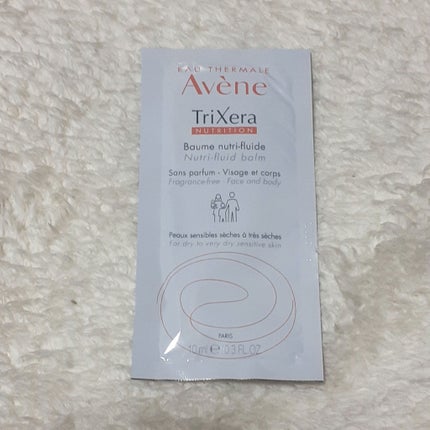 EAU THERMALE
Avène
TriXera
NUTRITION
Baume nutri-fluide
Nutri-fluid balm
Sans parfum - Visage et corps
Fragrance-free - Face and body
Peaux sensibles sèches à très sèches
For dry to very dry sensitive skin
PARIS
10 ml e 0.3 FL.OZ